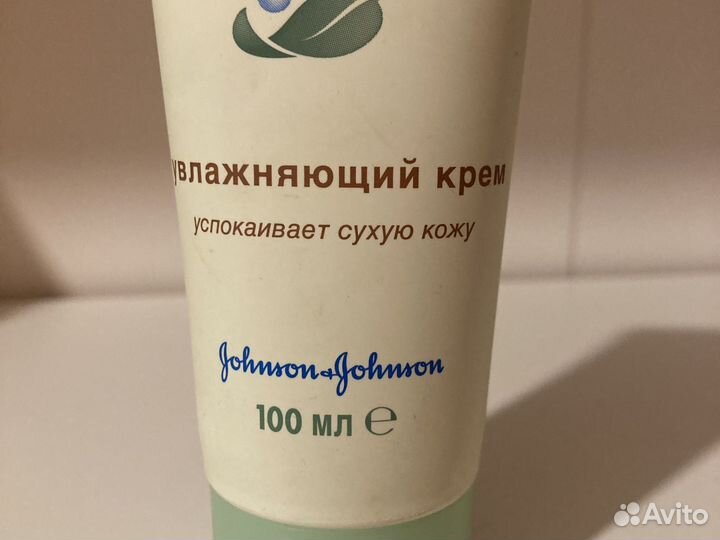 увлажняющий крем
успокаивает сухую кожу
Johnson & Johnson
100 мл ℮
Avito